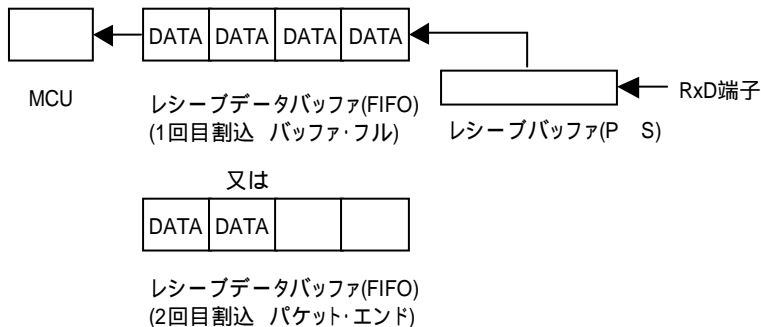 DATA DATA DATA DATA
MCU
RxD端子
レシーブデータバッファ(FIFO)
(1回目割込 バッファ・フル)
レシーブバッファ(P S)
又は
DATA DATA
レシーブデータバッファ(FIFO)
(2回目割込 パケット・エンド)